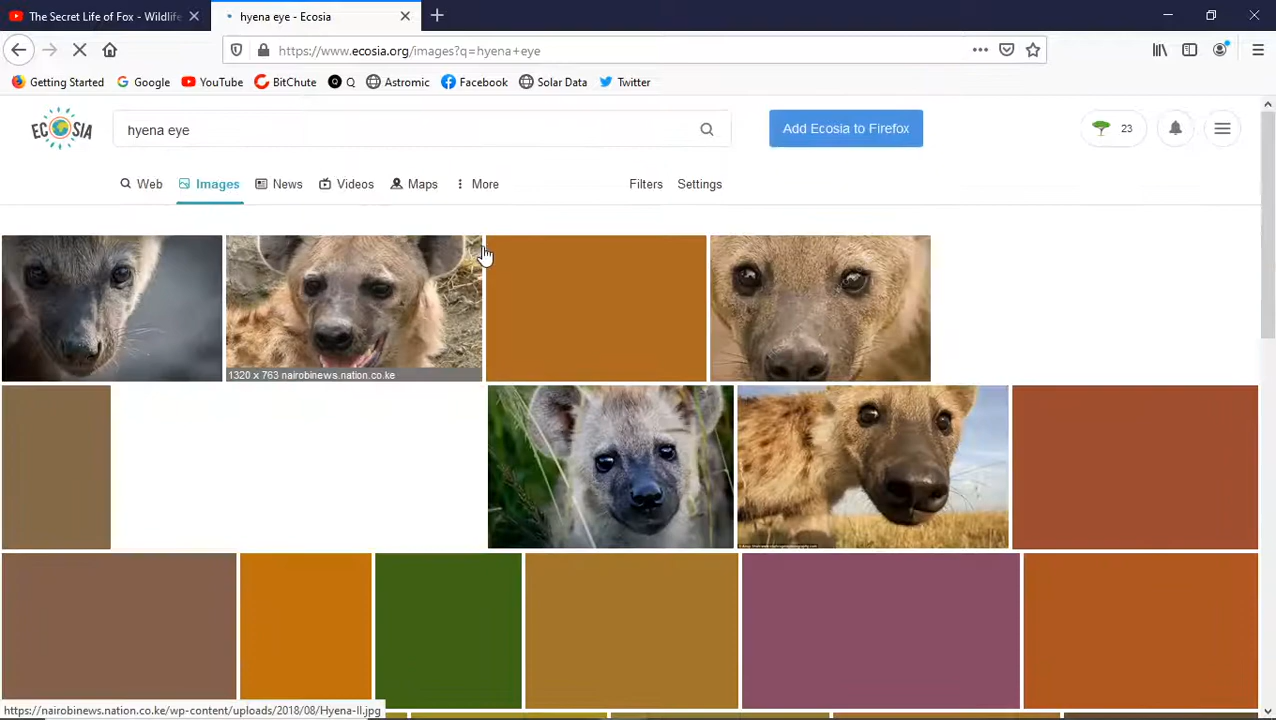 The Secret Life of Fox - Wildlife
hyena eye - Ecosia
https://www.ecosia.org/images?q=hyena+eye
Getting Started Google YouTube BitChute Q Astromic Facebook Solar Data Twitter
ECOSIA
hyena eye
Add Ecosia to Firefox
23
Web Images News Videos Maps More Filters Settings
1320 x 763 nairobinews.nation.co.ke
https://nairobinews.nation.co.ke/wp-content/uploads/2018/08/Hyena-II.jpg